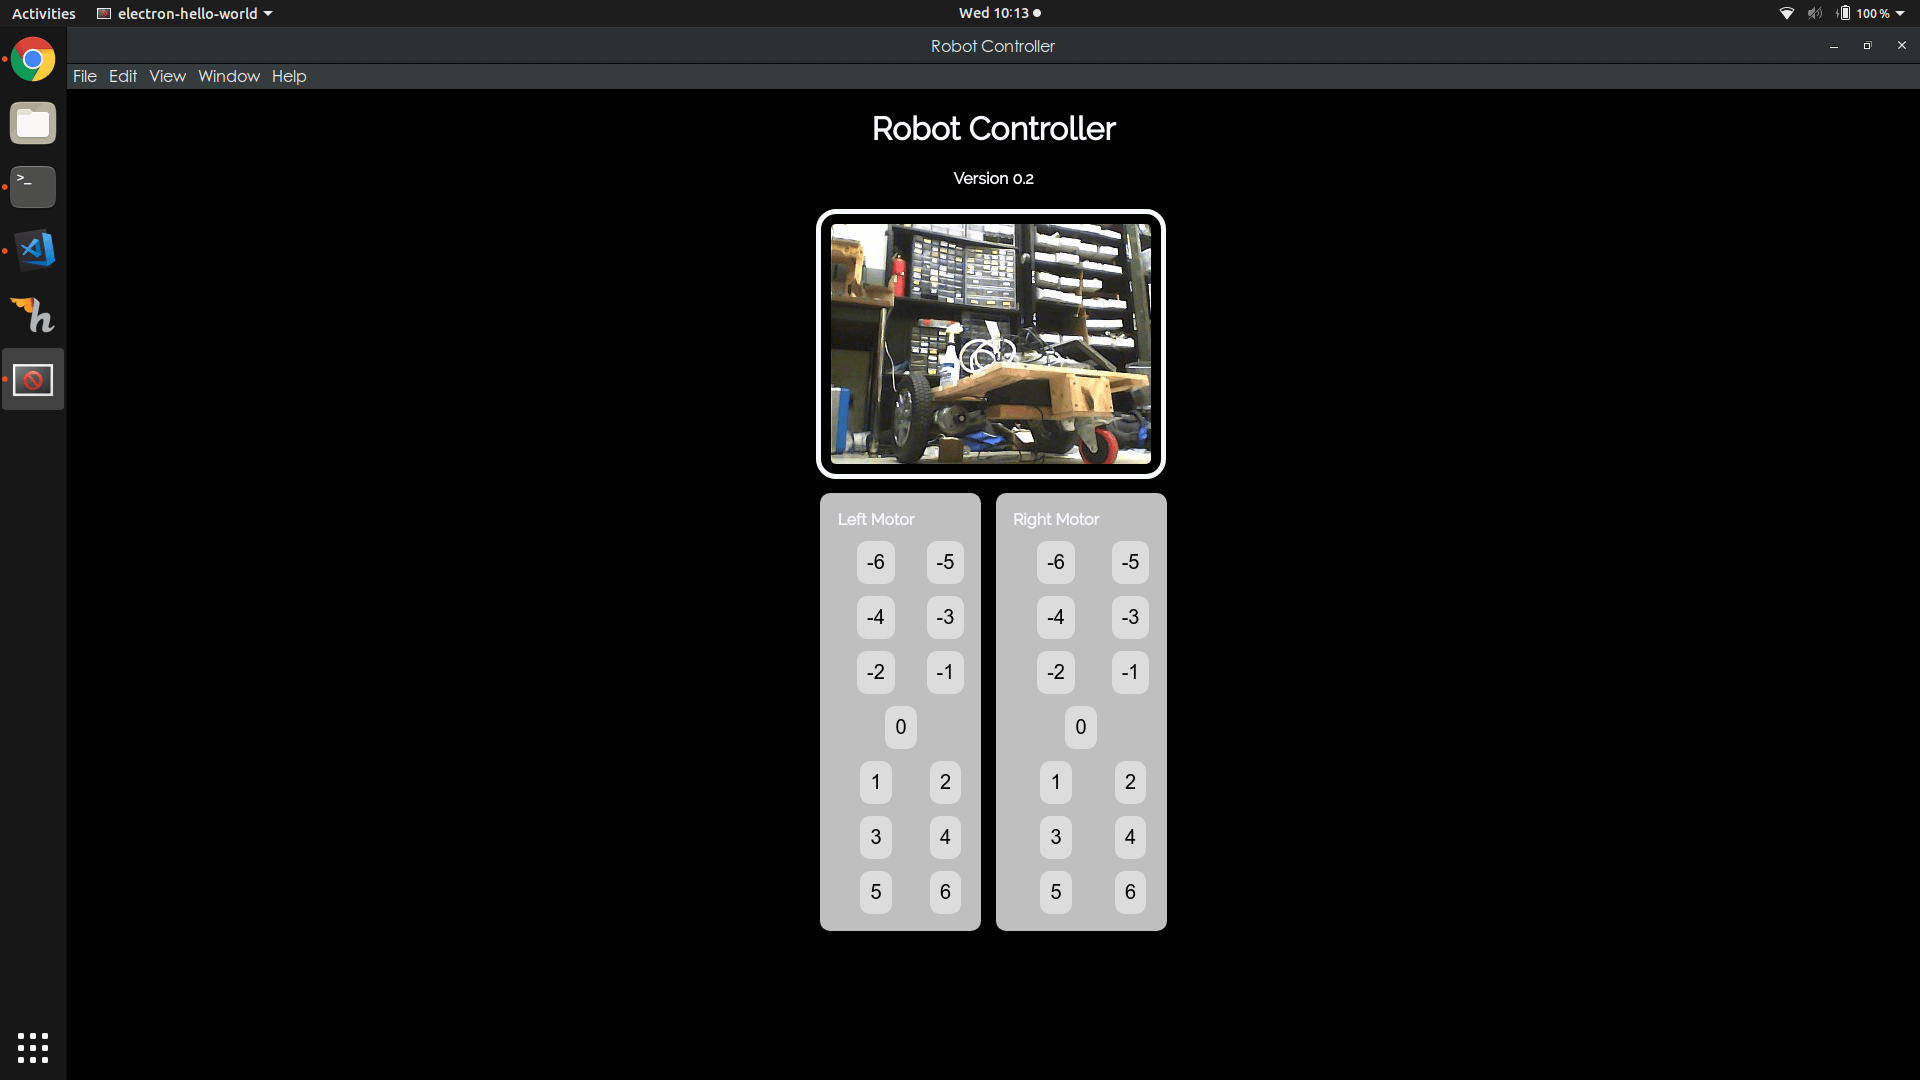 Activities electron-hello-world Wed 10:13 100 %
Robot Controller
File Edit View Window Help
Robot Controller
Version 0.2
Left Motor Right Motor
-6 -5 -6 -5
-4 -3 -4 -3
-2 -1 -2 -1
0 0
1 2 1 2
3 4 3 4
5 6 5 6